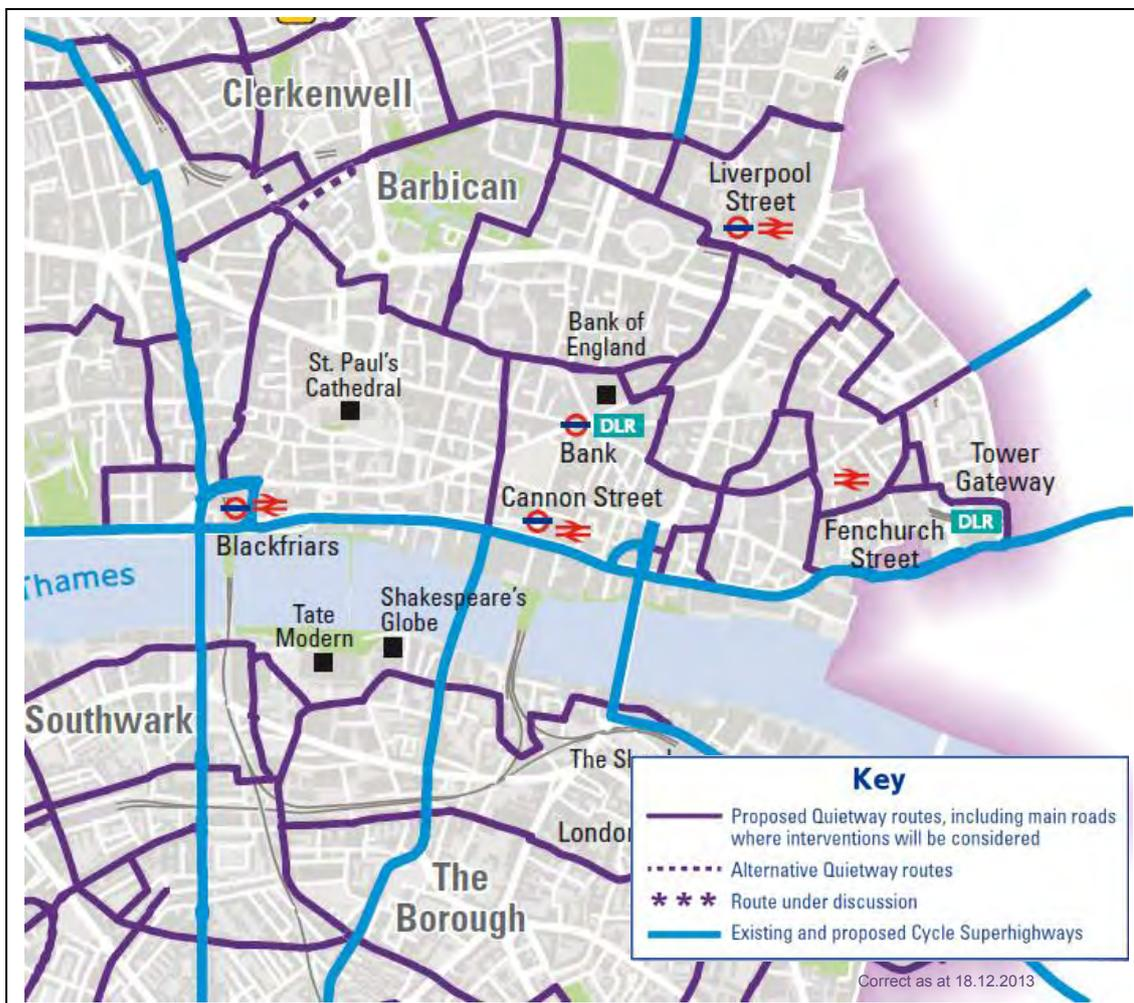 Clerkenwell
Barbican
Liverpool
Street
Bank of
England
St. Paul's
Cathedral
DLR
Bank
Tower
Gateway
Cannon Street
DLR
Fenchurch
Street
Blackfriars
Thames
Shakespeare's
Globe
Tate
Modern
Southwark
The
London
The
Borough
Key
Proposed Quietway routes, including main roads
where interventions will be considered
Alternative Quietway routes
Route under discussion
Existing and proposed Cycle Superhighways
Correct as at 18.12.2013